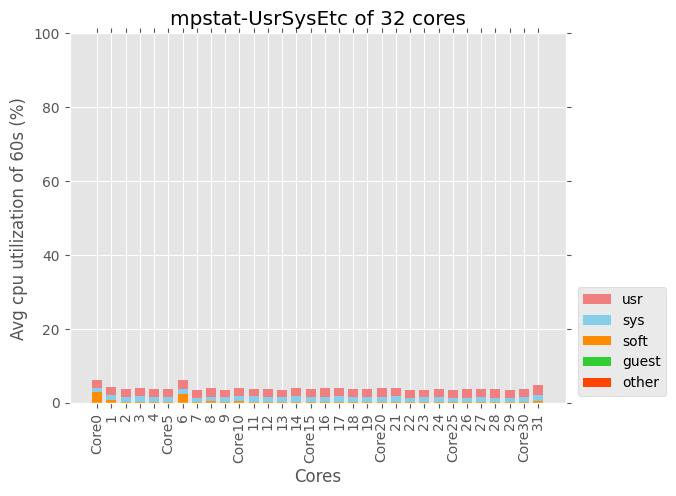 mpstat-UsrSysEtc of 32 cores
Avg cpu utilization of 60s (%)
100
80
60
40
20
0
Core0
1
2
3
4
Core5
6
7
8
9
Core10
11
12
13
14
Core15
16
17
18
19
Core20
21
22
23
24
Core25
26
27
28
29
Core30
31
Cores
usr
sys
soft
guest
other